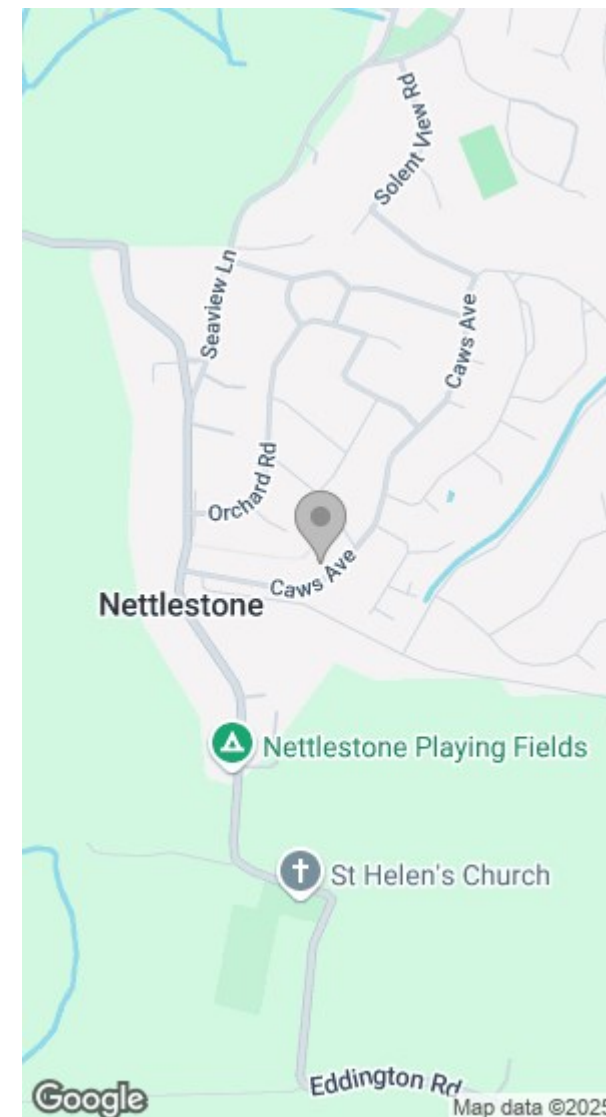 Solent View Rd
Seaview Ln
Caws Ave
Orchard Rd
Caws Ave
Nettlestone
Nettlestone Playing Fields
St Helen's Church
Eddington Rd
Google
Map data ©2025